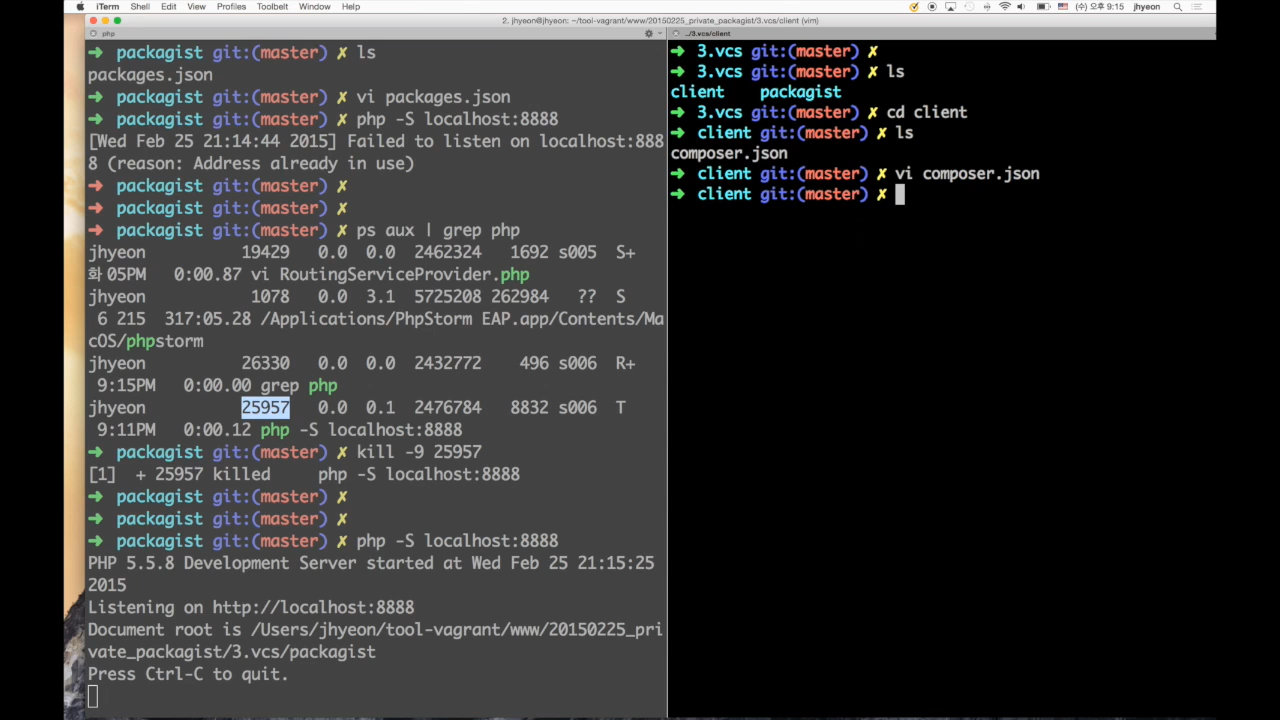 iTerm Shell Edit View Profiles Toolbelt Window Help (수) 오후 9:15 jhyeon
2. jhyeon@jhyeon: ~/tool-vagrant/www/20150225_private_packagist/3.vcs/client (vim)
php
➜ packagist git:(master) ✗ ls
packages.json
➜ packagist git:(master) ✗ vi packages.json
➜ packagist git:(master) ✗ php -S localhost:8888
[Wed Feb 25 21:14:44 2015] Failed to listen on localhost:888
8 (reason: Address already in use)
➜ packagist git:(master) ✗
➜ packagist git:(master) ✗
➜ packagist git:(master) ✗ ps aux | grep php
jhyeon 19429 0.0 0.0 2462324 1692 s005 S+
화05PM 0:00.87 vi RoutingServiceProvider.php
jhyeon 1078 0.0 3.1 5725208 262984 ?? S
6 215 317:05.28 /Applications/PhpStorm EAP.app/Contents/Ma
cOS/phpstorm
jhyeon 26330 0.0 0.0 2432772 496 s006 R+
9:15PM 0:00.00 grep php
jhyeon 25957 0.0 0.1 2476784 8832 s006 T
9:11PM 0:00.12 php -S localhost:8888
➜ packagist git:(master) ✗ kill -9 25957
[1] + 25957 killed php -S localhost:8888
➜ packagist git:(master) ✗
➜ packagist git:(master) ✗
➜ packagist git:(master) ✗ php -S localhost:8888
PHP 5.5.8 Development Server started at Wed Feb 25 21:15:25
2015
Listening on http://localhost:8888
Document root is /Users/jhyeon/tool-vagrant/www/20150225_pri
vate_packagist/3.vcs/packagist
Press Ctrl-C to quit.
../3.vcs/client
➜ 3.vcs git:(master) ✗
➜ 3.vcs git:(master) ✗ ls
client packagist
➜ 3.vcs git:(master) ✗ cd client
➜ client git:(master) ✗ ls
composer.json
➜ client git:(master) ✗ vi composer.json
➜ client git:(master) ✗